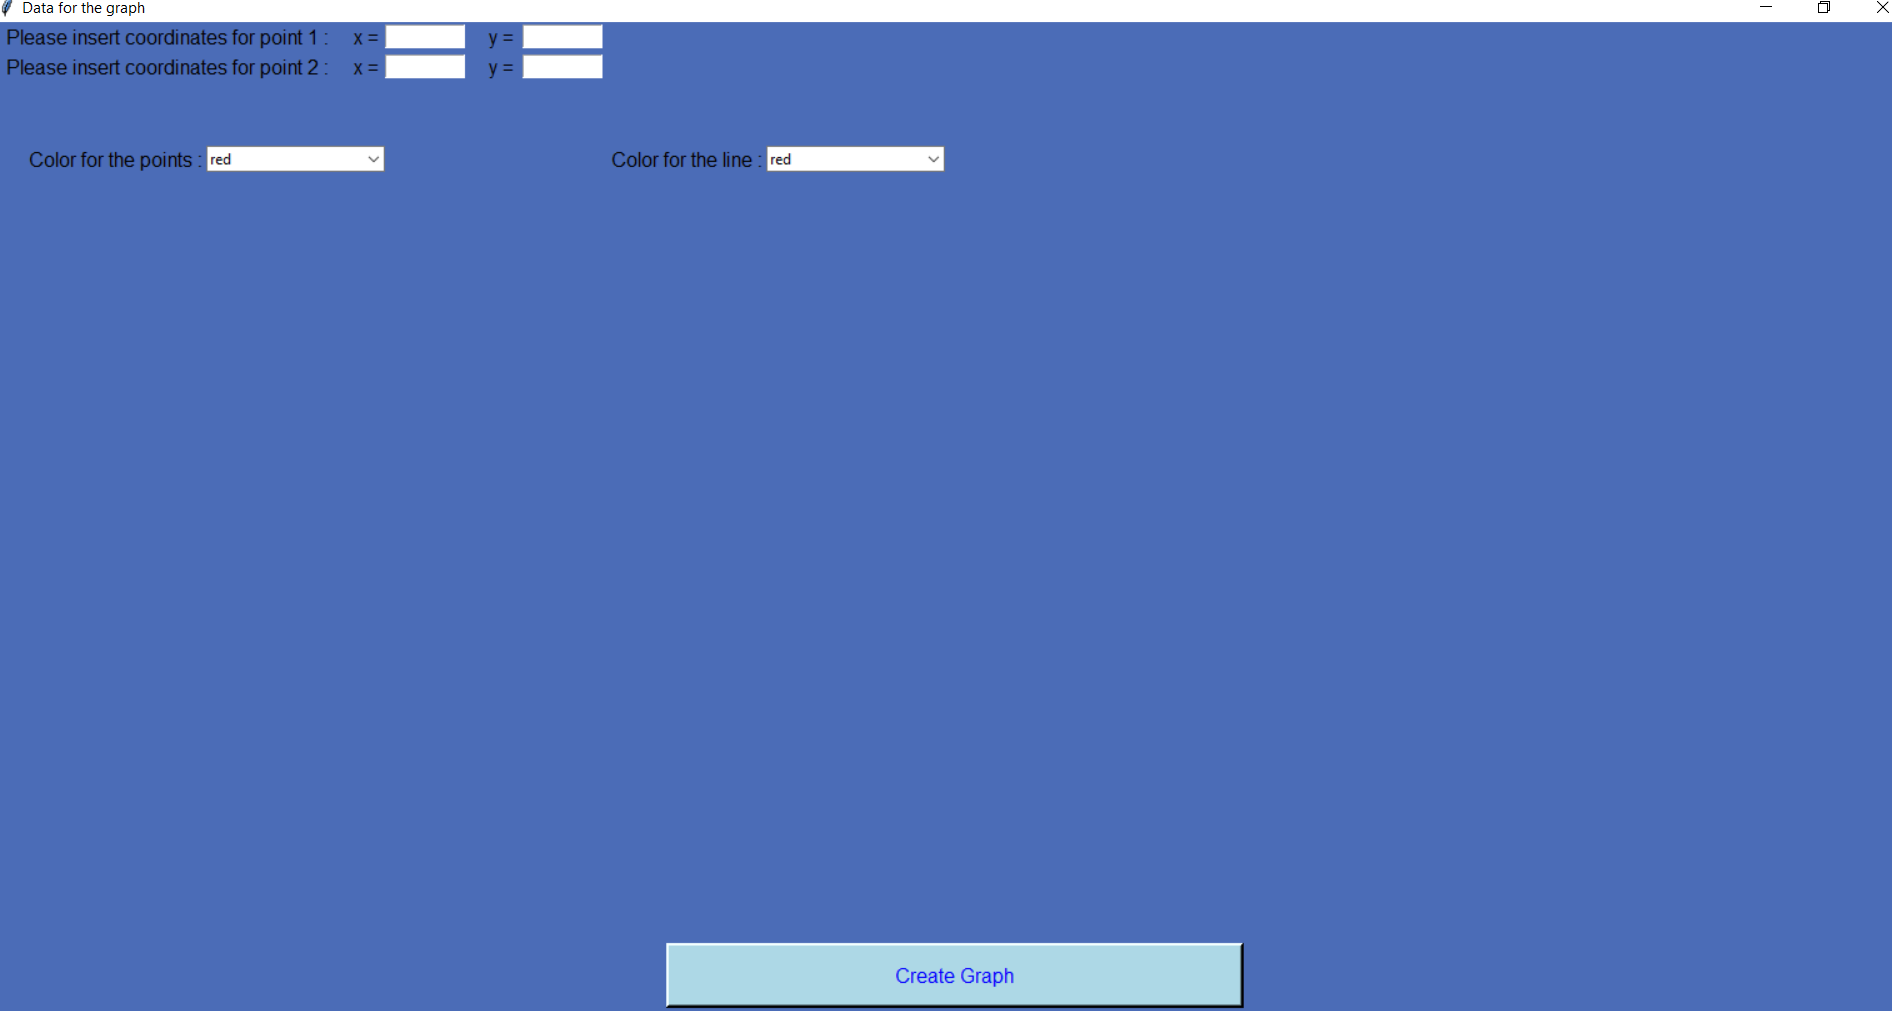 Data for the graph
Please insert coordinates for point 1 : x = y =
Please insert coordinates for point 2 : x = y =
Color for the points : red Color for the line : red
Create Graph